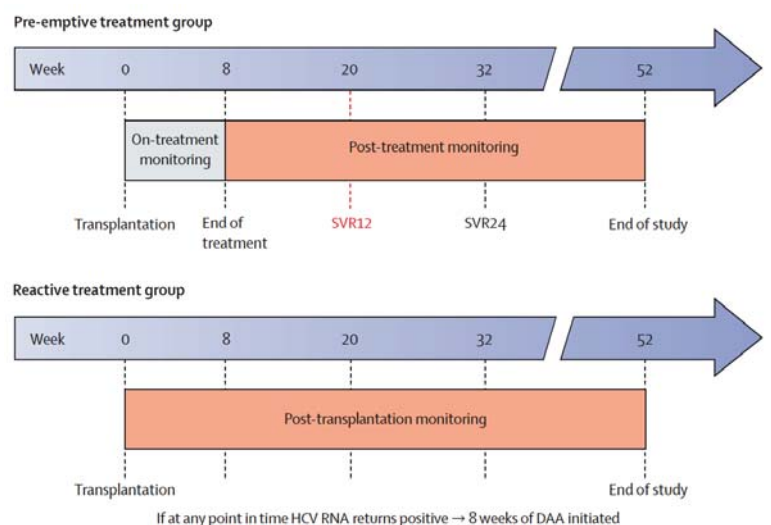 Pre-emptive treatment group
Week 0 8 20 32 52
On-treatment
monitoring
Post-treatment monitoring
Transplantation
End of
treatment
SVR12
SVR24
End of study
Reactive treatment group
Week 0 8 20 32 52
Post-transplantation monitoring
Transplantation
End of study
If at any point in time HCV RNA returns positive → 8 weeks of DAA initiated